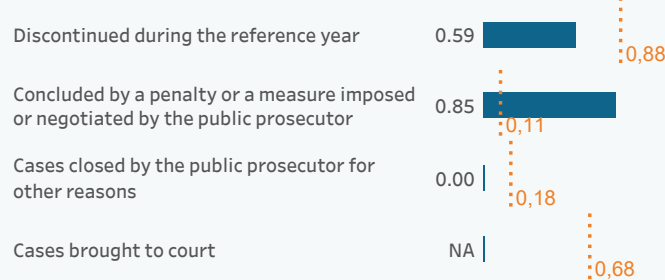 Discontinued during the reference year 0.59
0,88
Concluded by a penalty or a measure imposed
or negotiated by the public prosecutor 0.85
0,11
Cases closed by the public prosecutor for
other reasons 0.00
0,18
Cases brought to court NA
0,68